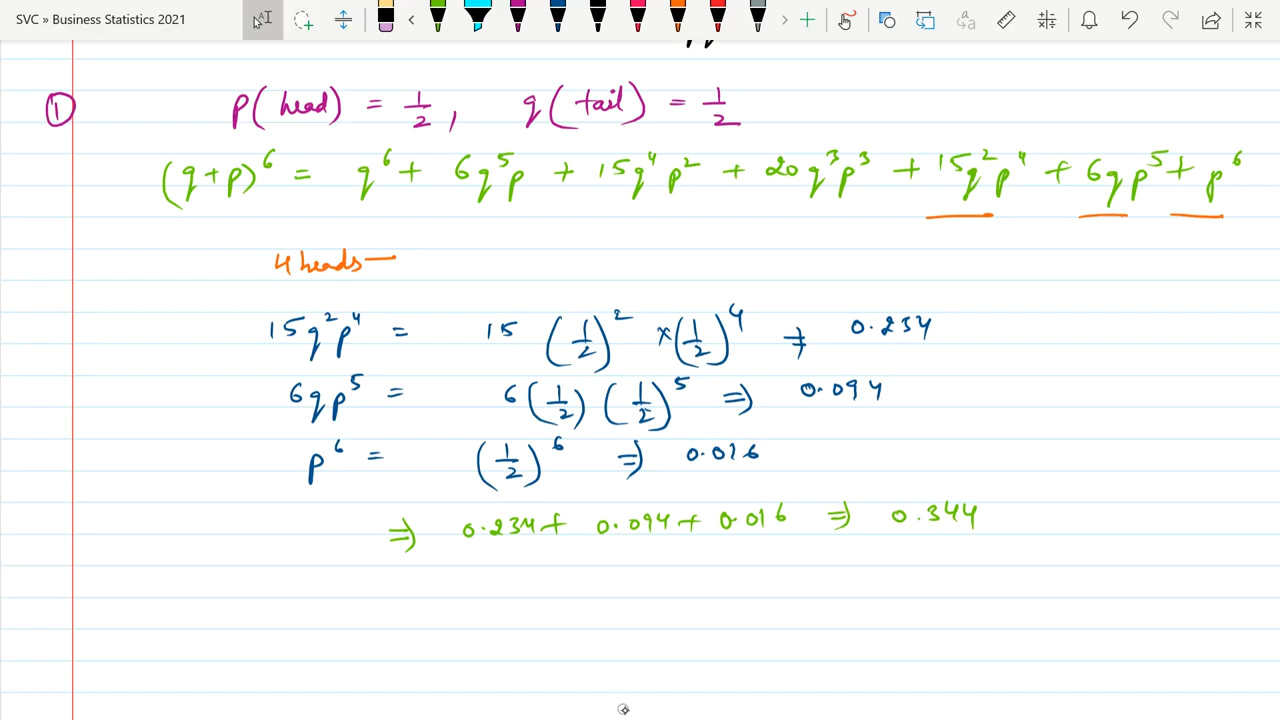 SVC » Business Statistics 2021
① P(head) = 1/2, q(tail) = 1/2
(q+p)⁶ = q⁶ + 6q⁵p + 15q⁴p² + 20q³p³ + 15q²p⁴ + 6qp⁵ + p⁶
4 heads —
15q²p⁴ = 15 (1/2)² × (1/2)⁴ ⇒ 0.234
6qp⁵ = 6 (1/2) (1/2)⁵ ⇒ 0.094
p⁶ = (1/2)⁶ ⇒ 0.016
⇒ 0.234 + 0.094 + 0.016 ⇒ 0.344